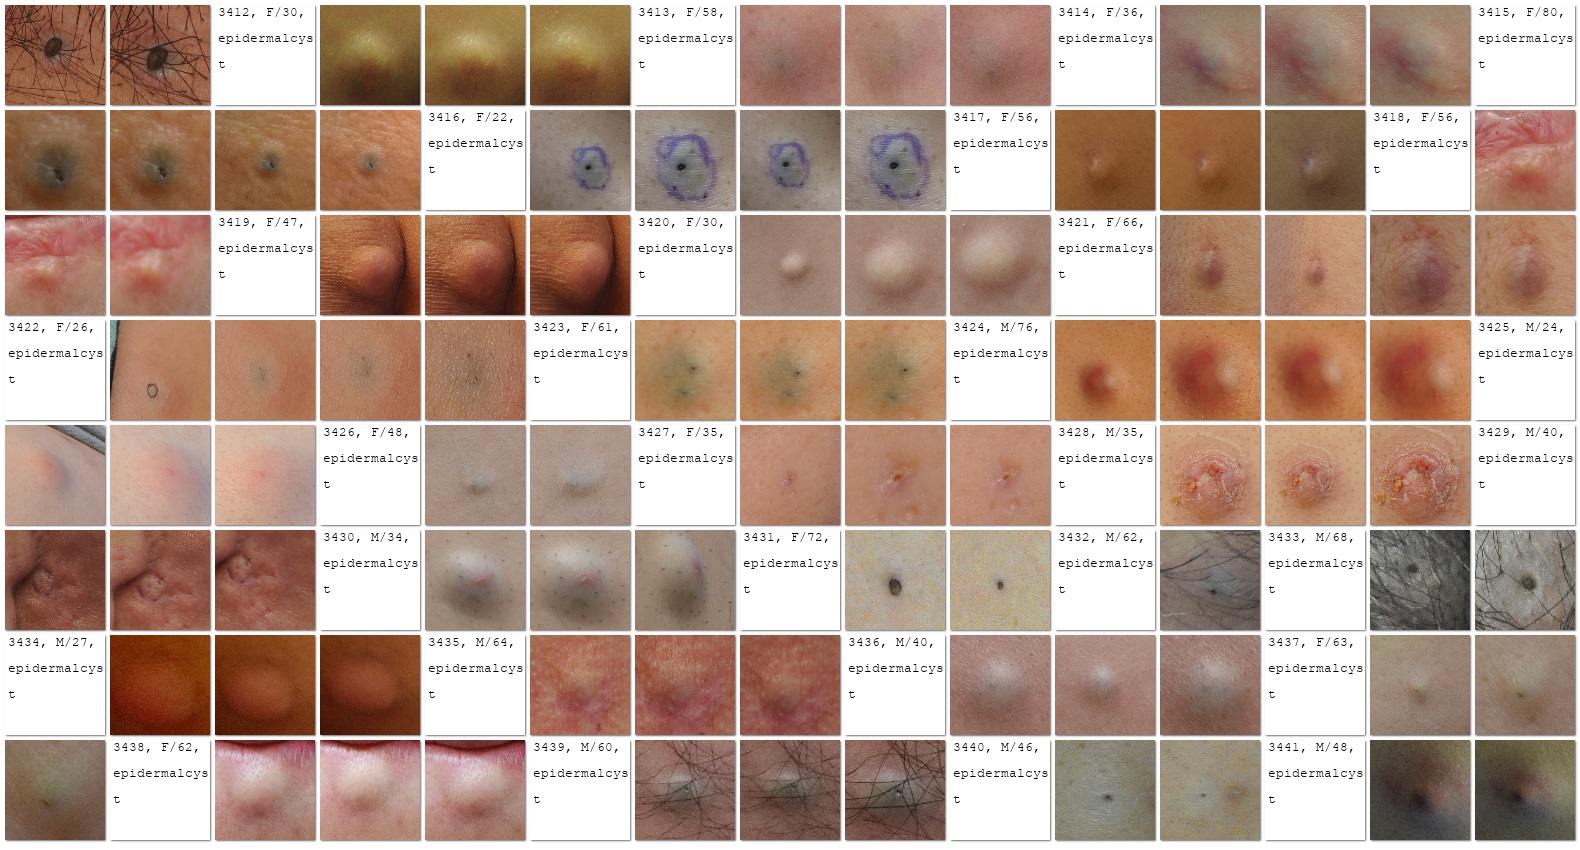 3412, F/30,
epidermalcys
t
3413, F/58,
epidermalcys
t
3414, F/36,
epidermalcys
t
3415, F/80,
epidermalcys
t
3416, F/22,
epidermalcys
t
3417, F/56,
epidermalcys
t
3418, F/56,
epidermalcys
t
3419, F/47,
epidermalcys
t
3420, F/30,
epidermalcys
t
3421, F/66,
epidermalcys
t
3422, F/26,
epidermalcys
t
3423, F/61,
epidermalcys
t
3424, M/76,
epidermalcys
t
3425, M/24,
epidermalcys
t
3426, F/48,
epidermalcys
t
3427, F/35,
epidermalcys
t
3428, M/35,
epidermalcys
t
3429, M/40,
epidermalcys
t
3430, M/34,
epidermalcys
t
3431, F/72,
epidermalcys
t
3432, M/62,
epidermalcys
t
3433, M/68,
epidermalcys
t
3434, M/27,
epidermalcys
t
3435, M/64,
epidermalcys
t
3436, M/40,
epidermalcys
t
3437, F/63,
epidermalcys
t
3438, F/62,
epidermalcys
t
3439, M/60,
epidermalcys
t
3440, M/46,
epidermalcys
t
3441, M/48,
epidermalcys
t